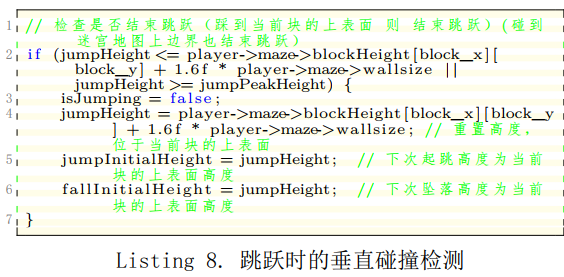 1 // 检查是否结束跳跃（踩到当前块的上表面 则 结束跳跃）(碰到
迷宫地图上边界也结束跳跃）
2 if (jumpHeight <= player->maze->blockHeight[block_x][
block_y] + 1.6f * player->maze->wallsize ||
jumpHeight >= jumpPeakHeight) {
3 isJumping = false;
4 jumpHeight = player->maze->blockHeight[block_x][block_y
] + 1.6f * player->maze->wallsize; // 重置高度，
位于当前块的上表面
5 jumpInitialHeight = jumpHeight; // 下次起跳高度为当前
块的上表面高度
6 fallInitialHeight = jumpHeight; // 下次坠落高度为当前
块的上表面高度
7 }
Listing 8. 跳跃时的垂直碰撞检测